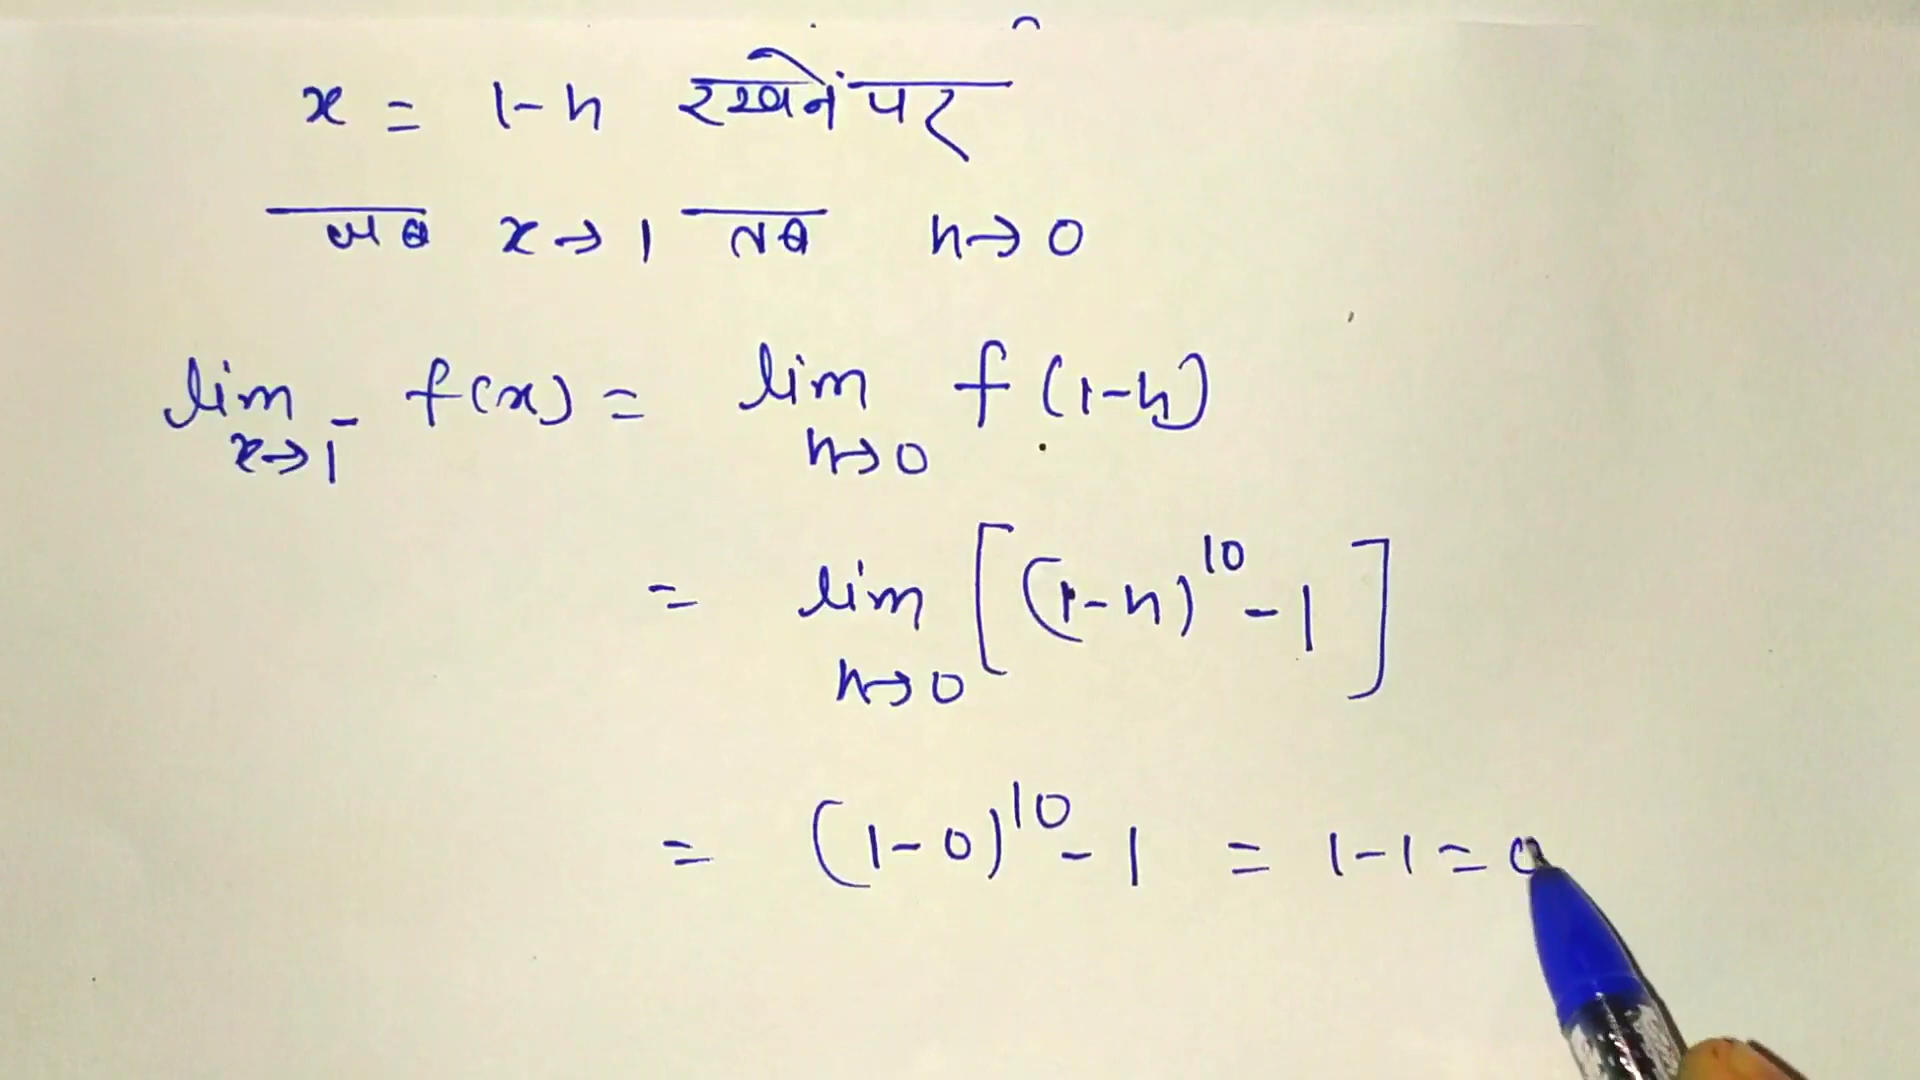 x = 1-h रखनें पर
जब x→1 तब h→0
lim x→1⁻ f(x) = lim h→0 f(1-h)
= lim h→0 [(1-h)¹⁰ - 1]
= (1-0)¹⁰ - 1 = 1-1 = 0